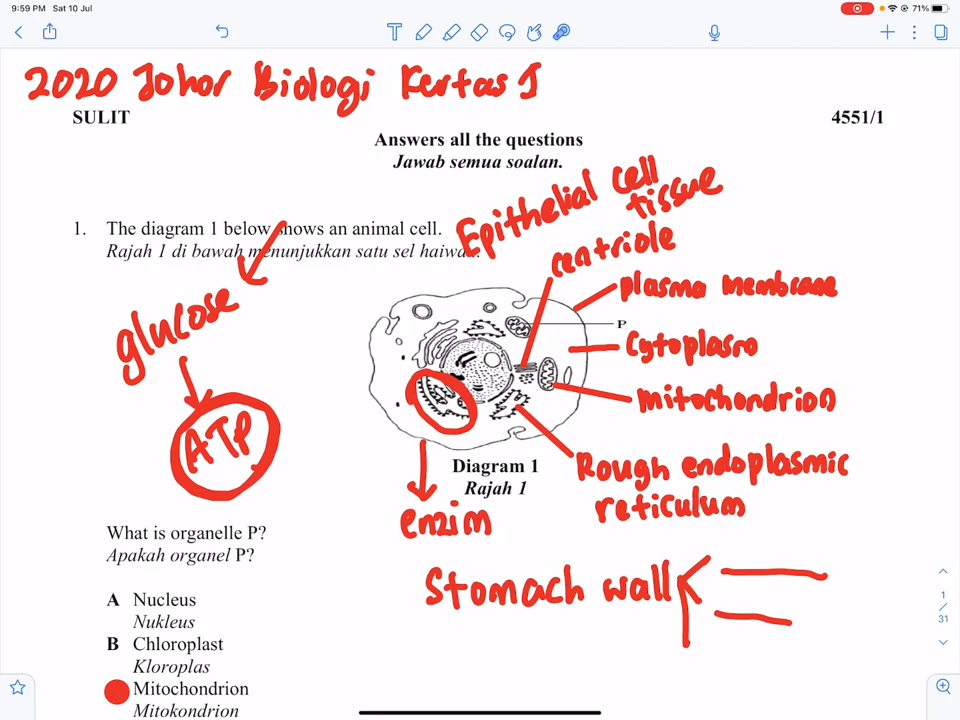 9:59 PM Sat 10 Jul
71%
2020 Johor Biologi Kertas 1
SULIT
4551/1
Answers all the questions
Jawab semua soalan.
Epithelial cell
tissue
1. The diagram 1 below shows an animal cell.
Rajah 1 di bawah menunjukkan satu sel haiwan.
centriole
plasma membrane
glucose
P
cytoplasm
mitochondrion
ATP
Diagram 1
Rajah 1
Rough endoplasmic
reticulum
enzim
What is organelle P?
Apakah organel P?
Stomach wall
A Nucleus
Nukleus
B Chloroplast
Kloroplas
Mitochondrion
Mitokondrion
1
/
31